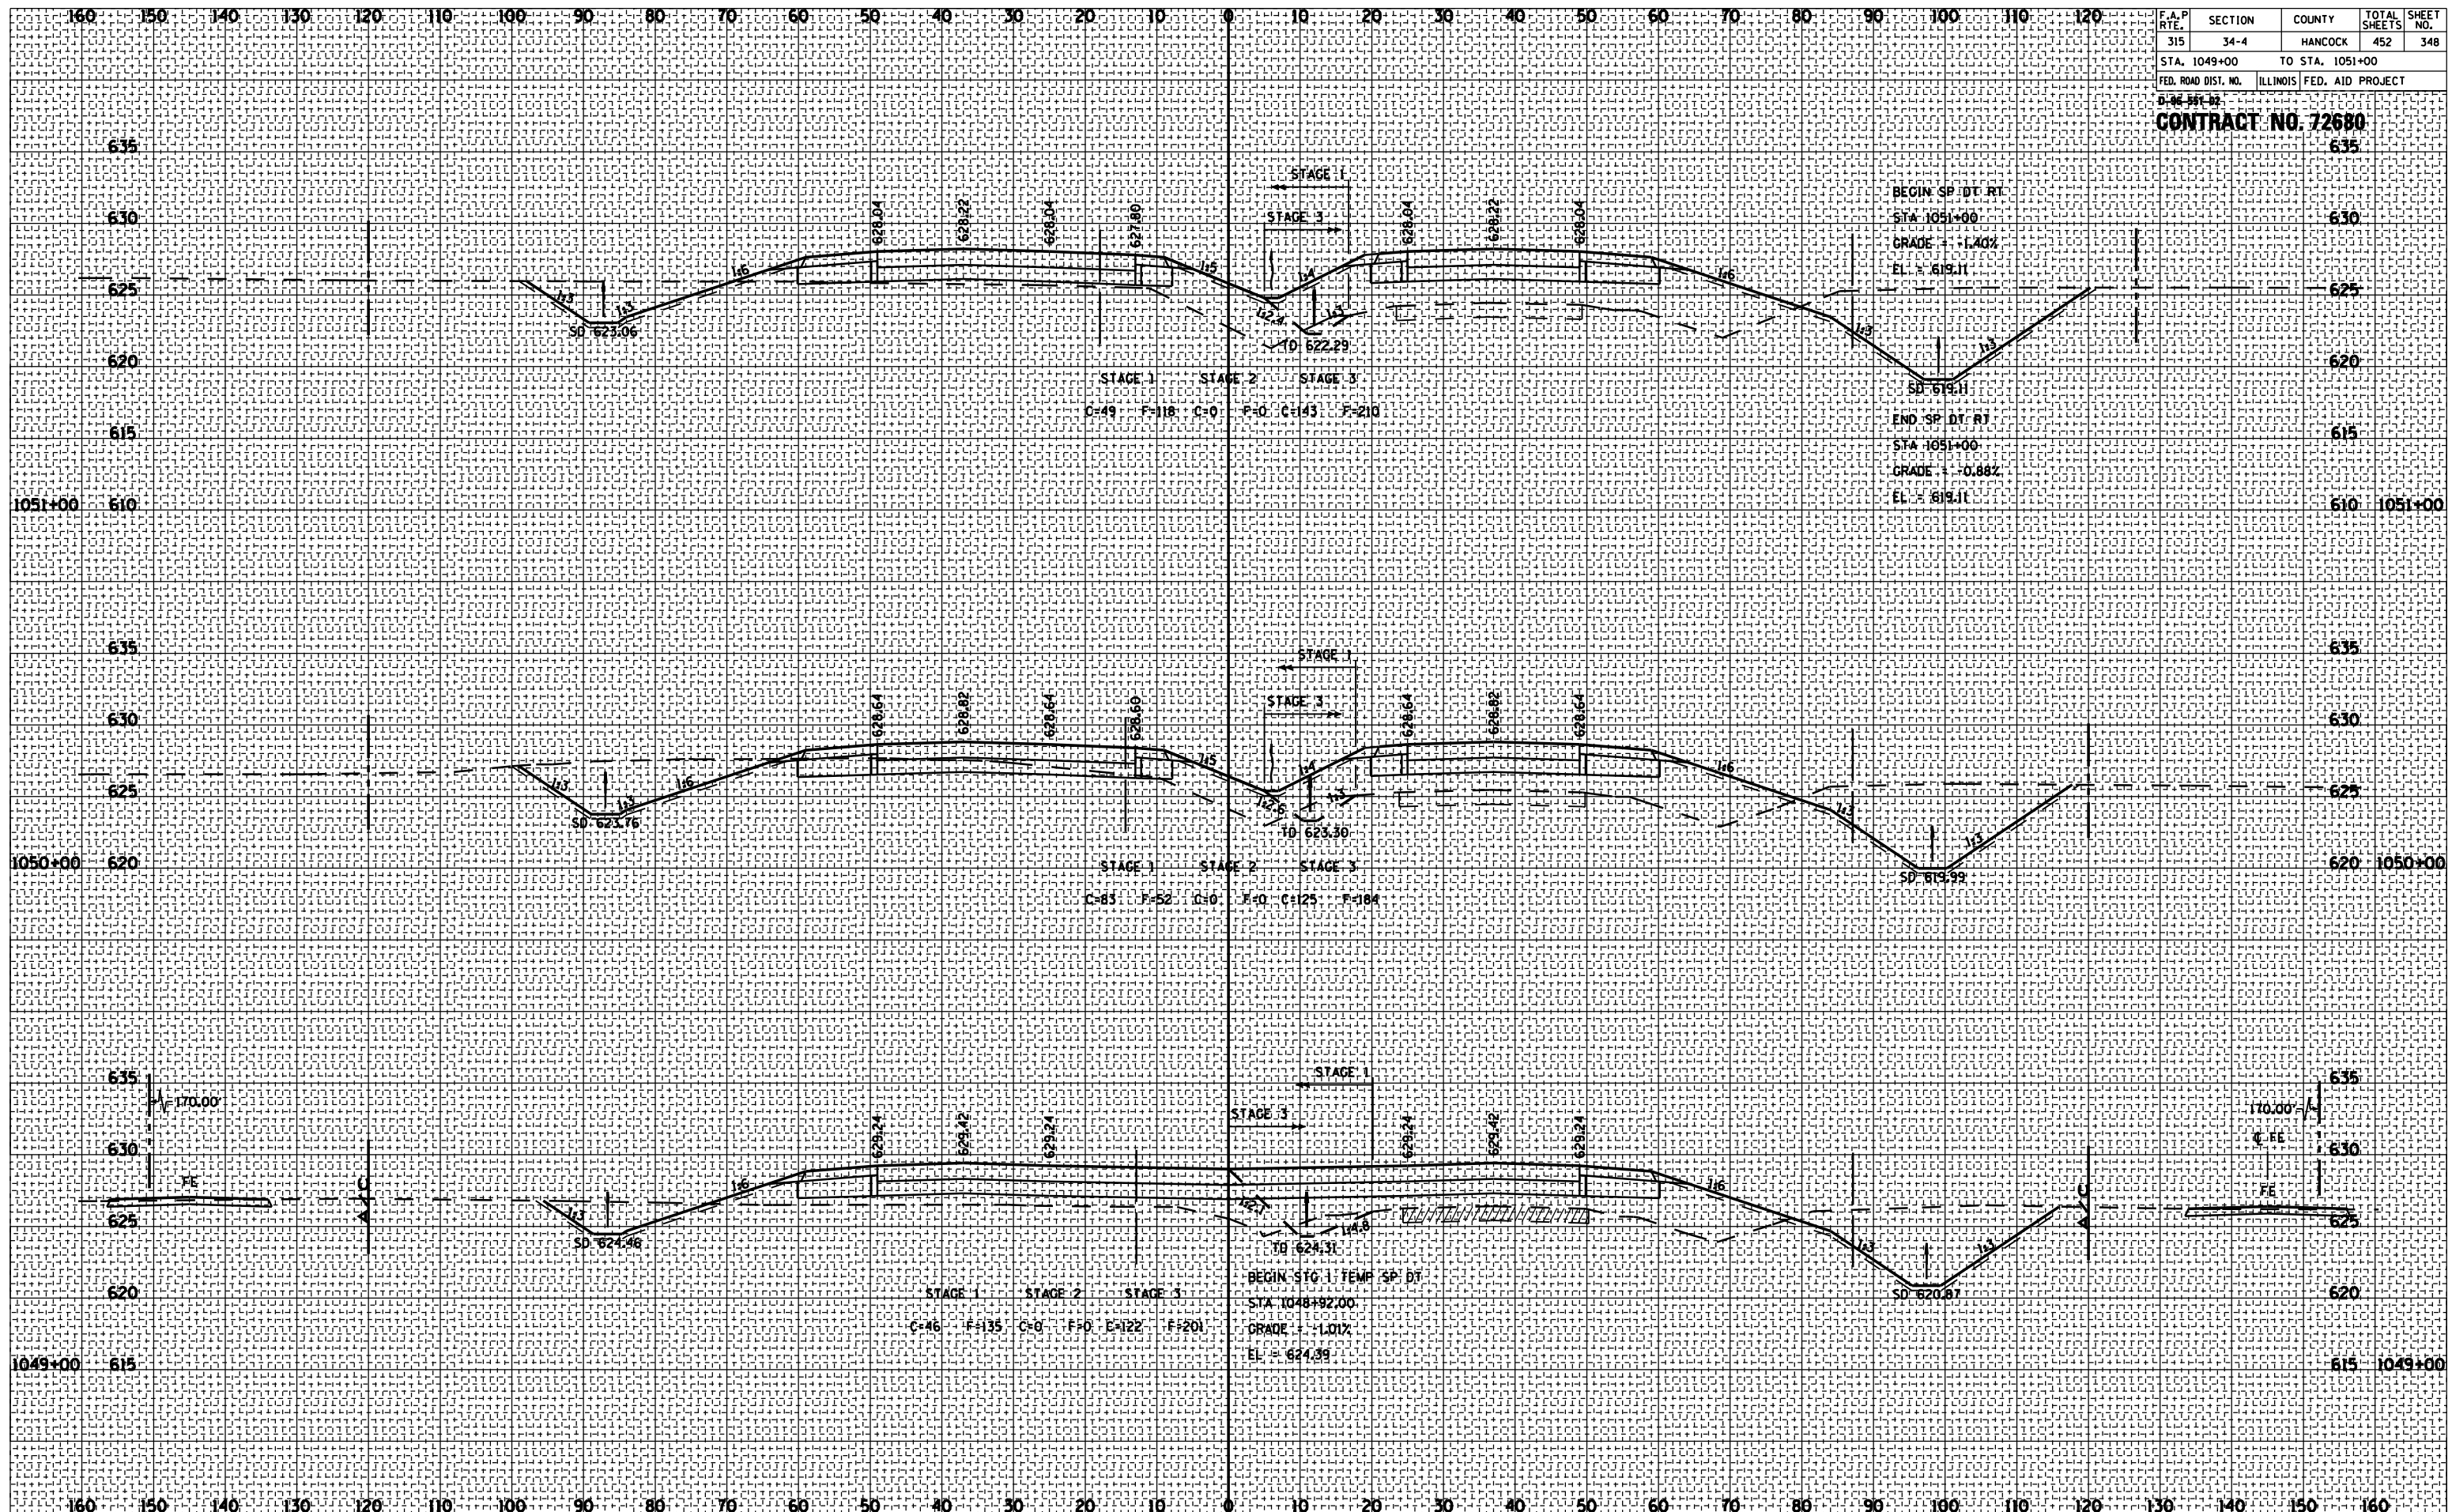 160 150 140 130 120 110 100 90 80 70 60 50 40 30 20 10 0 10 20 30 40 50 60 70 80 90 100 110 120
F.A.P RTE. SECTION COUNTY TOTAL SHEETS SHEET NO.
315 34-4 HANCOCK 452 348
STA. 1049+00 TO STA. 1051+00
FED. ROAD DIST. NO. ILLINOIS FED. AID PROJECT
D-96-551-02
CONTRACT NO. 72680
635 635
STAGE 1
BEGIN SP DT RT
STA 1051+00
GRADE = -1.40%
EL = 619.11
630 630
STAGE 3
628.04 628.22 628.04 627.80 628.04 628.22 628.04
1:6 1:5 1:4 1:6
625 625
1:3 1:3 1:2.4 1:3 1:3 1:3
SD 623.06 TD 622.29
620 620
SD 619.11
STAGE 1 STAGE 2 STAGE 3
C=49 F=118 C=0 F=0 C=143 F=210
END SP DT RT
STA 1051+00
GRADE = -0.88%
EL = 619.11
615 615
1051+00 610 610 1051+00
635 635
STAGE 1
STAGE 3
630 630
628.64 628.82 628.64 628.60 628.64 628.82 628.64
1:5 1:4 1:6
625 625
1:3 1:3 1:6 1:2.6 1:3 1:3 1:3
SD 623.76 TD 623.30
1050+00 620 620 1050+00
SD 619.99
STAGE 1 STAGE 2 STAGE 3
C=83 F=52 C=0 F=0 C=125 F=184
635 635
STAGE 1
170.00' 170.00'
STAGE 3
℄ FE
630 630
629.24 629.42 629.24 629.24 629.42 629.24
FE A/C 1:6 1:6 A/C FE
625 625
1:3 1:2.1 1:4.8 1:3 1:3
SD 624.46 TD 624.31
BEGIN STG 1 TEMP SP DT
STA 1048+92.00
GRADE = -1.01%
EL = 624.39
620 620
SD 620.87
STAGE 1 STAGE 2 STAGE 3
C=46 F=135 C=0 F=0 C=122 F=201
1049+00 615 615 1049+00
160 150 140 130 120 110 100 90 80 70 60 50 40 30 20 10 0 10 20 30 40 50 60 70 80 90 100 110 120 130 140 150 160